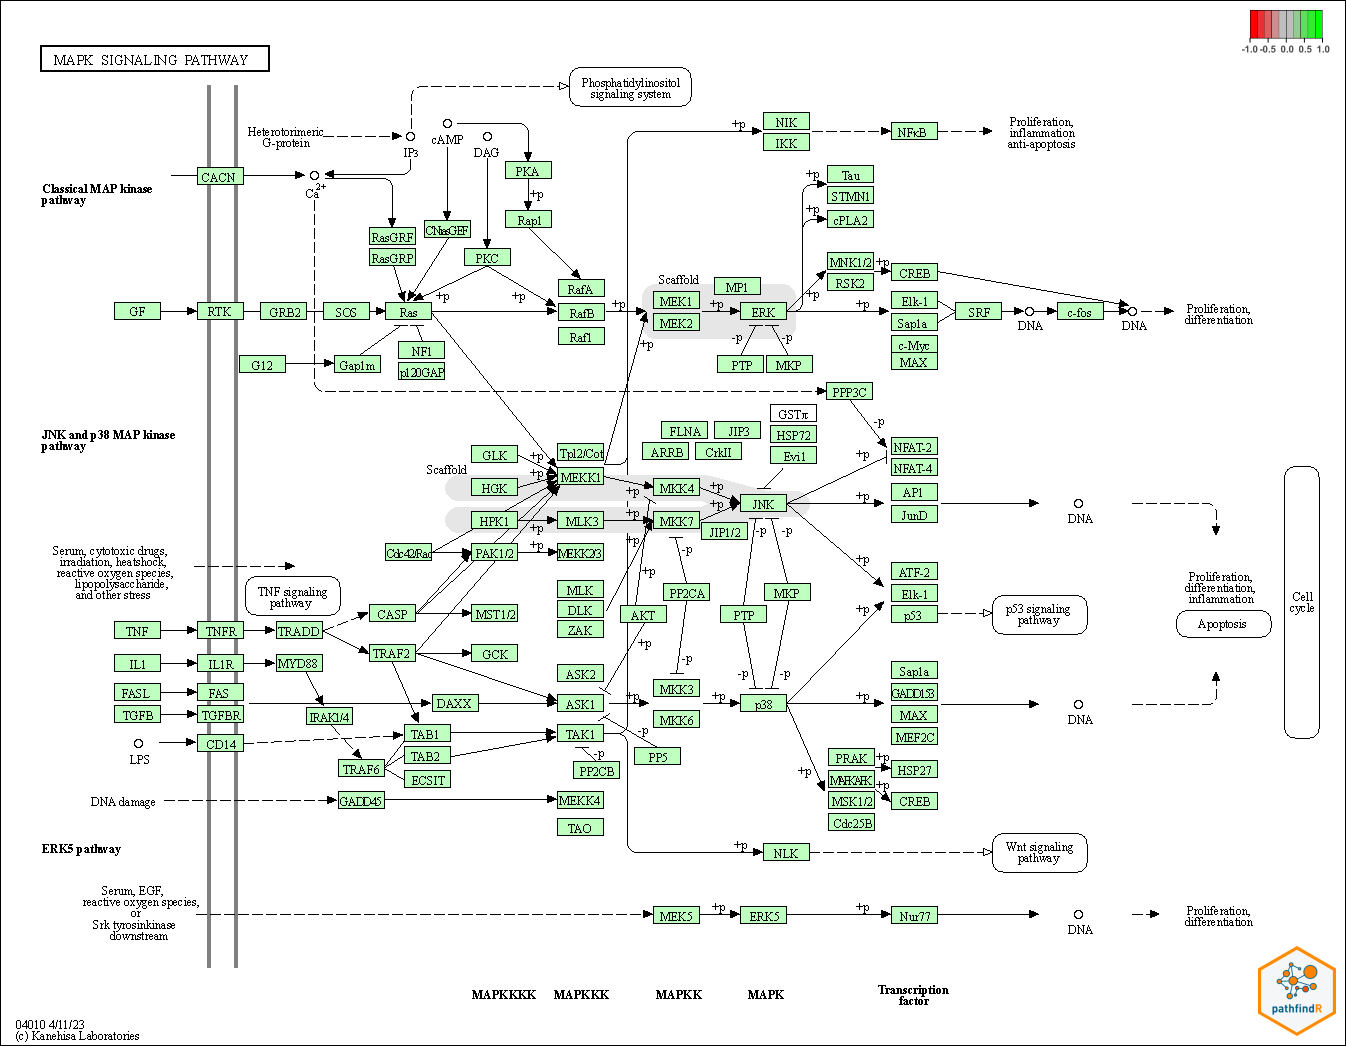 -1.0 -0.5 0.0 0.5 1.0
MAPK SIGNALING PATHWAY
Phosphatidylinositol
signaling system
Heterotorimeric
G-protein
IP3
cAMP
DAG
+p
NIK
IKK
NFκB
Proliferation,
inflammation
anti-apoptosis
CACN
Ca2+
PKA
+p
Rap1
Tau
STMN1
cPLA2
+p
+p
Classical MAP kinase
pathway
RasGRF
RasGRP
CNrasGEF
PKC
RafA
Scaffold
MP1
MNK1/2
RSK2
+p
CREB
GF
RTK
GRB2
SOS
Ras
+p
+p
RafB
Raf1
+p
MEK1
MEK2
+p
ERK
+p
+p
Elk-1
Sap1a
c-Myc
MAX
SRF
DNA
c-fos
DNA
Proliferation,
differentiation
G12
Gap1m
NF1
p120GAP
+p
-p
-p
PTP
MKP
PPP3C
-p
JNK and p38 MAP kinase
pathway
GSTπ
HSP72
Evi1
FLNA
JIP3
ARRB
CrkII
NFAT-2
NFAT-4
+p
GLK
+p
Tpl2/Cot
Scaffold
HGK
+p
MEKK1
+p
MKK4
+p
JNK
+p
AP1
JunD
DNA
HPK1
+p
MLK3
+p
MKK7
+p
JIP1/2
-p
-p
Cdc42/Rac
PAK1/2
+p
MEKK2/3
+p
-p
+p
Serum, cytotoxic drugs,
irradiation, heatshock,
reactive oxygen species,
lipopolysaccharide,
and other stress
TNF signaling
pathway
MLK
DLK
ZAK
+p
PP2CA
AKT
PTP
MKP
ATF-2
Elk-1
p53
+p
p53 signaling
pathway
Proliferation,
differentiation,
inflammation
Apoptosis
Cell
cycle
CASP
MST1/2
TNF
TNFR
TRADD
TRAF2
GCK
+p
-p
-p
-p
IL1
IL1R
MYD88
ASK2
MKK3
MKK6
FASL
FAS
DAXX
ASK1
+p
+p
p38
+p
Sap1a
GADD153
MAX
MEF2C
DNA
TGFB
TGFBR
IRAK1/4
TAB1
TAK1
LPS
CD14
TAB2
-p
-p
PP5
PP2CB
TRAF6
ECSIT
+p
PRAK
MAPKAPK
MSK1/2
Cdc25B
+p
+p
HSP27
CREB
DNA damage
GADD45
MEKK4
TAO
ERK5 pathway
+p
NLK
Wnt signaling
pathway
Serum, EGF,
reactive oxygen species,
or
Srk tyrosinkinase
downstream
MEK5
+p
ERK5
+p
Nur77
DNA
Proliferation,
differentiation
MAPKKKK
MAPKKK
MAPKK
MAPK
Transcription
factor
pathfindR
04010 4/11/23
(c) Kanehisa Laboratories